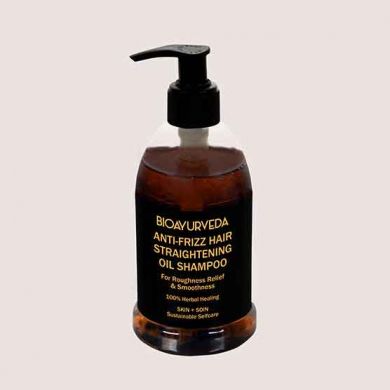 BIOAYURVEDA
ANTI-FRIZZ HAIR
STRAIGHTENING
OIL SHAMPOO
For Roughness Relief
& Smoothness
100% Herbal Healing
SKIN + SOIN
Sustainable Selfcare